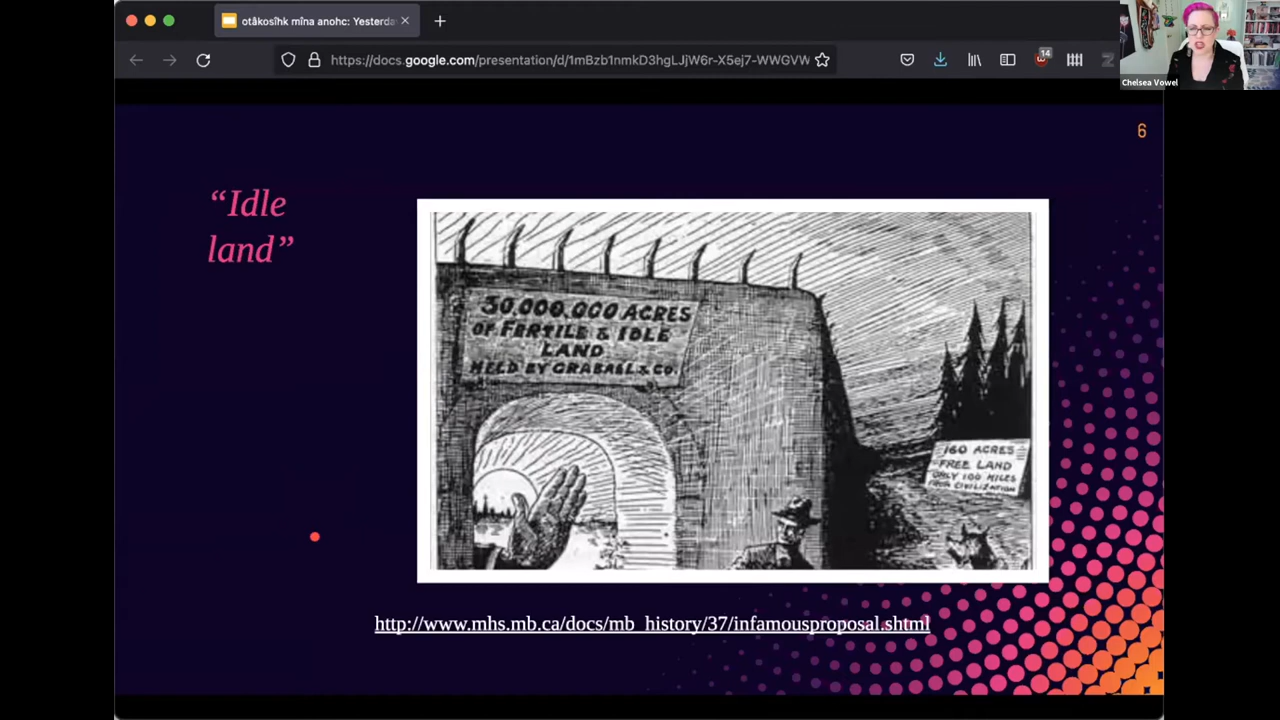 otâkosîhk mîna anohc: Yesterda
https://docs.google.com/presentation/d/1mBzb1nmkD3hgLJjW6r-X5ej7-WWGVW
14
Chelsea Vowel
6
“Idle
land”
30,000,000 ACRES
OF FERTILE & IDLE
LAND
HELD BY GRABALL & CO.
160 ACRES
FREE LAND
ONLY 100 MILES
FROM CIVILIZATION
http://www.mhs.mb.ca/docs/mb_history/37/infamousproposal.shtml